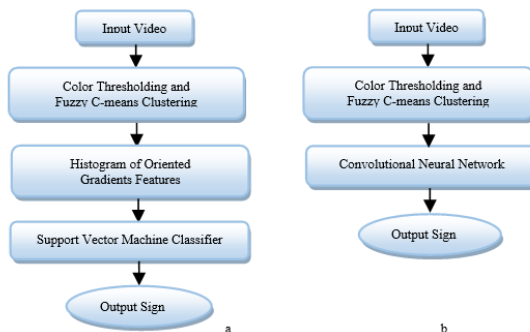 Input Video
Color Thresholding and
Fuzzy C-means Clustering
Histogram of Oriented
Gradients Features
Support Vector Machine Classifier
Output Sign
a
Input Video
Color Thresholding and
Fuzzy C-means Clustering
Convolutional Neural Network
Output Sign
b